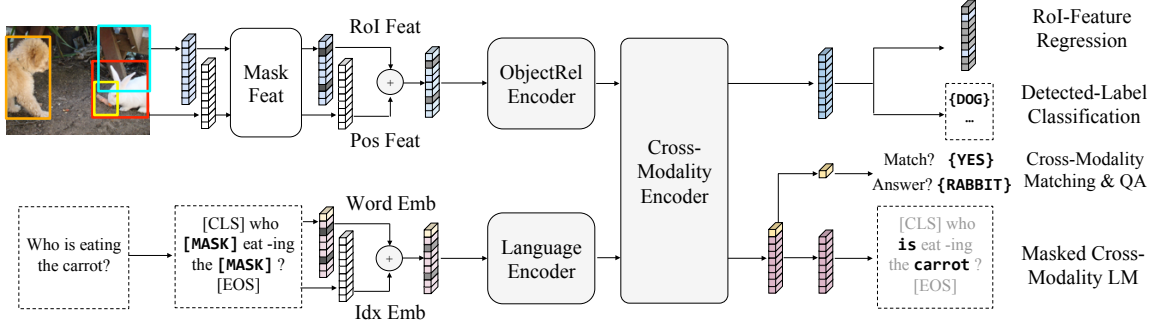 RoI Feat
Mask
Feat
+
Pos Feat
ObjectRel
Encoder
Cross-
Modality
Encoder
RoI-Feature
Regression
{DOG}
…
Detected-Label
Classification
Match? {YES}
Answer? {RABBIT}
Cross-Modality
Matching & QA
Who is eating
the carrot?
[CLS] who
[MASK] eat -ing
the [MASK] ?
[EOS]
Word Emb
+
Idx Emb
Language
Encoder
[CLS] who
is eat -ing
the carrot ?
[EOS]
Masked Cross-
Modality LM